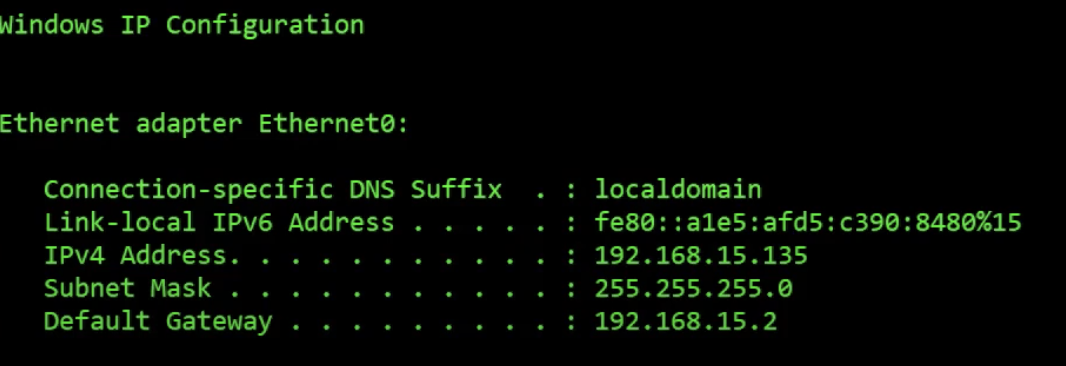 Windows IP Configuration
Ethernet adapter Ethernet0:
Connection-specific DNS Suffix  . : localdomain
Link-local IPv6 Address . . . . . : fe80::a1e5:afd5:c390:8480%15
IPv4 Address. . . . . . . . . . . : 192.168.15.135
Subnet Mask . . . . . . . . . . . : 255.255.255.0
Default Gateway . . . . . . . . . : 192.168.15.2